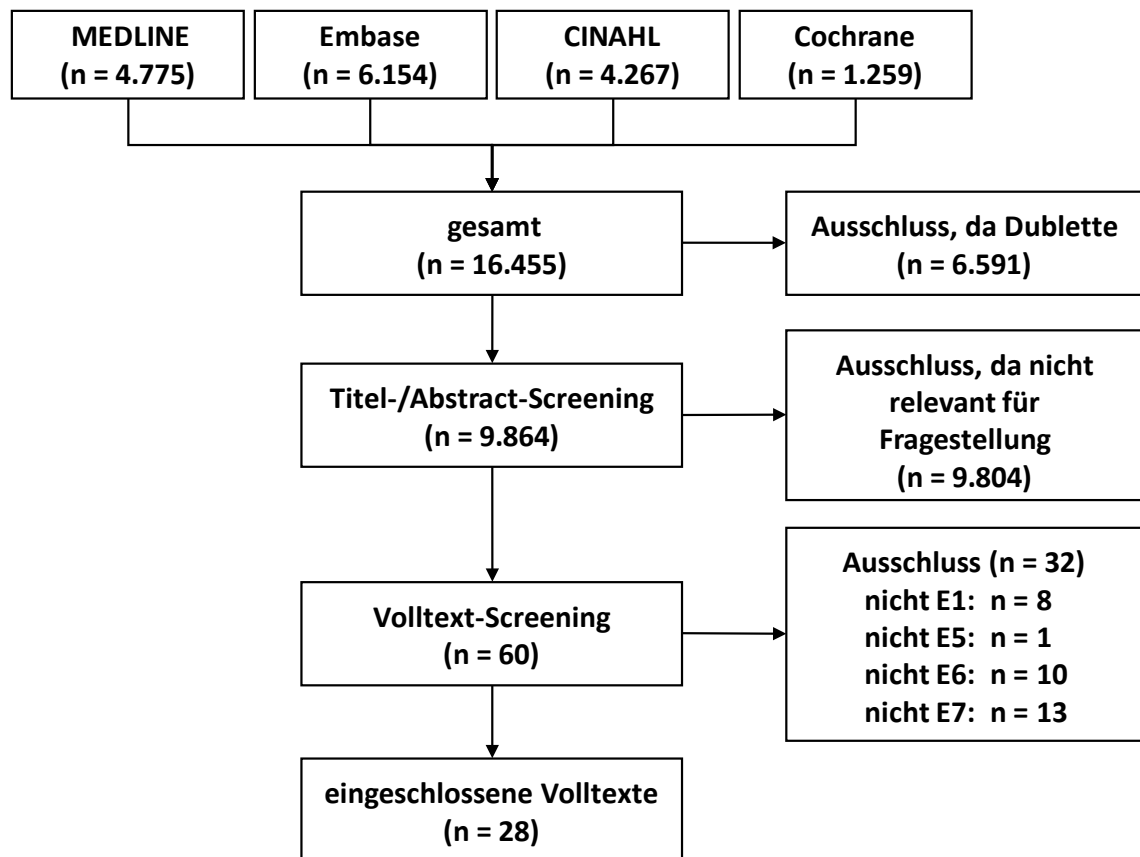 MEDLINE
(n = 4.775)
Embase
(n = 6.154)
CINAHL
(n = 4.267)
Cochrane
(n = 1.259)
gesamt
(n = 16.455)
Ausschluss, da Dublette
(n = 6.591)
Titel-/Abstract-Screening
(n = 9.864)
Ausschluss, da nicht
relevant für
Fragestellung
(n = 9.804)
Volltext-Screening
(n = 60)
Ausschluss (n = 32)
nicht E1: n = 8
nicht E5: n = 1
nicht E6: n = 10
nicht E7: n = 13
eingeschlossene Volltexte
(n = 28)